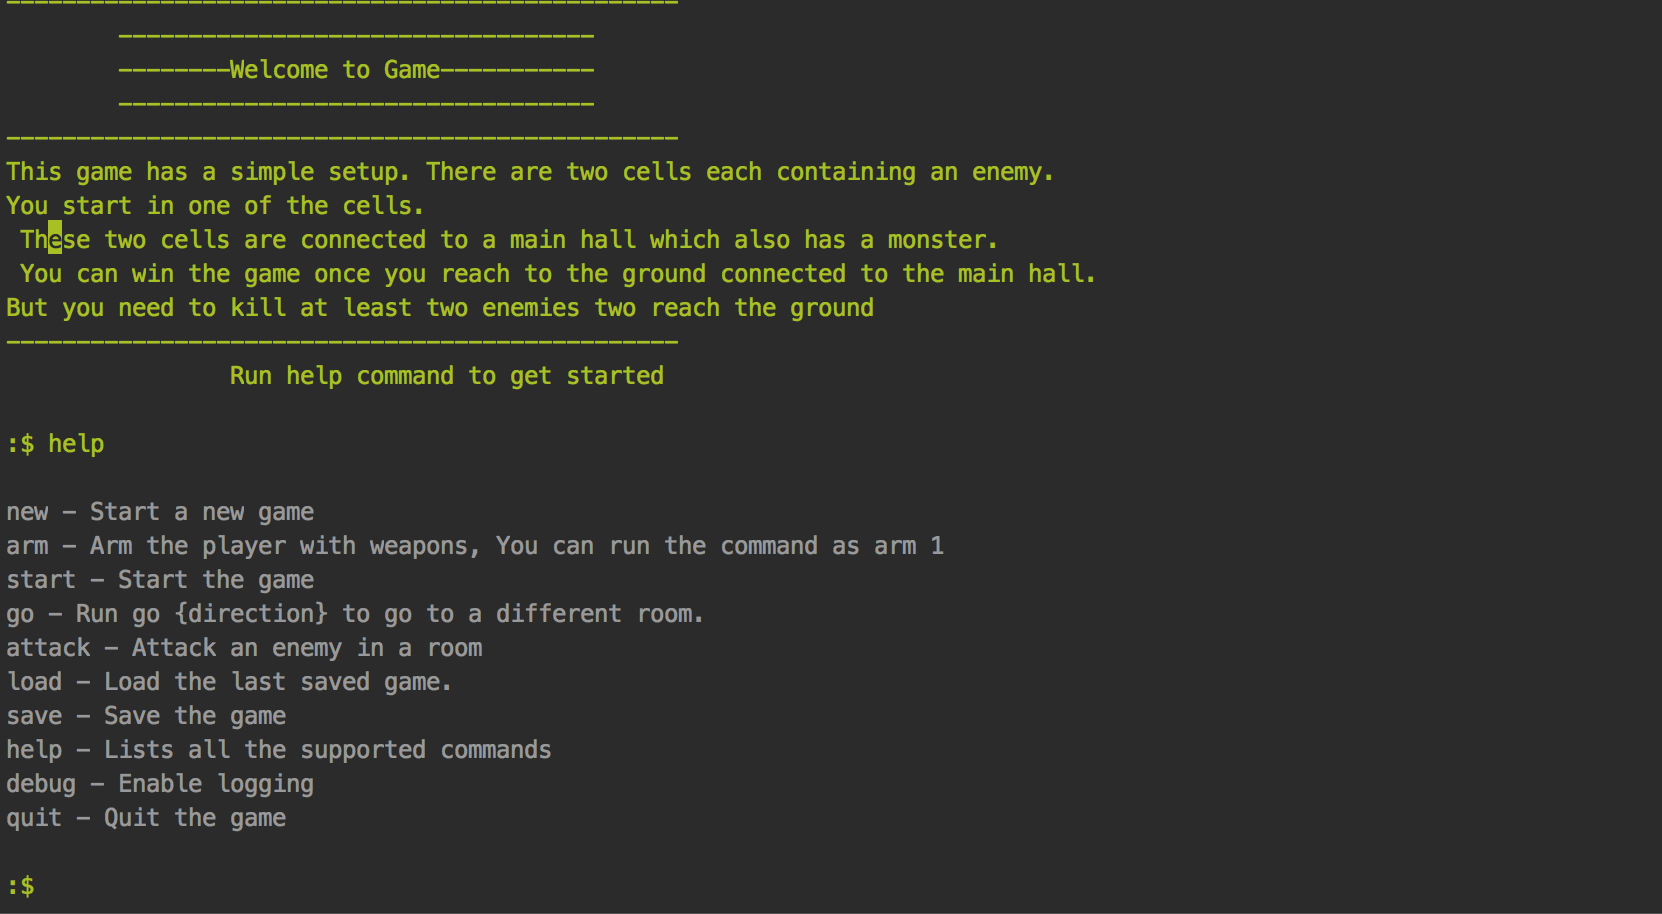 ------------------------------------------------
----------------------------------
--------Welcome to Game-----------
----------------------------------
------------------------------------------------
This game has a simple setup. There are two cells each containing an enemy.
You start in one of the cells.
These two cells are connected to a main hall which also has a monster.
You can win the game once you reach to the ground connected to the main hall.
But you need to kill at least two enemies two reach the ground
------------------------------------------------
Run help command to get started
:$ help
new - Start a new game
arm - Arm the player with weapons, You can run the command as arm 1
start - Start the game
go - Run go {direction} to go to a different room.
attack - Attack an enemy in a room
load - Load the last saved game.
save - Save the game
help - Lists all the supported commands
debug - Enable logging
quit - Quit the game
:$